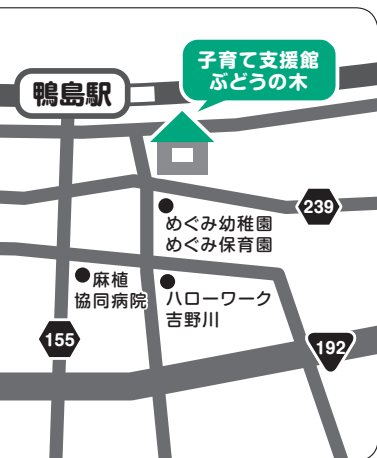 子育て支援館
ぶどうの木
鴨島駅
239
めぐみ幼稚園
めぐみ保育園
麻植
協同病院
ハローワーク
吉野川
155
192